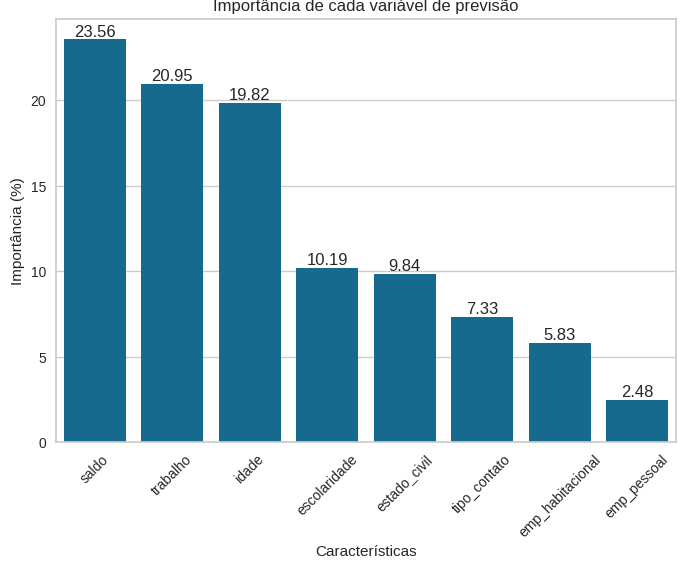 Importância de cada variável de previsão
23.56
20.95
19.82
10.19
9.84
7.33
5.83
2.48
20
15
10
5
0
Importância (%)
saldo
trabalho
idade
escolaridade
estado_civil
tipo_contato
emp_habitacional
emp_pessoal
Características